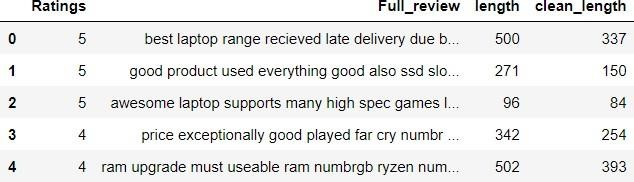 Ratings Full_review length clean_length
0 5 best laptop range recieved late delivery due b... 500 337
1 5 good product used everything good also ssd slo... 271 150
2 5 awesome laptop supports many high spec games l... 96 84
3 4 price exceptionally good played far cry numbr ... 342 254
4 4 ram upgrade must useable ram numbrgb ryzen num... 502 393